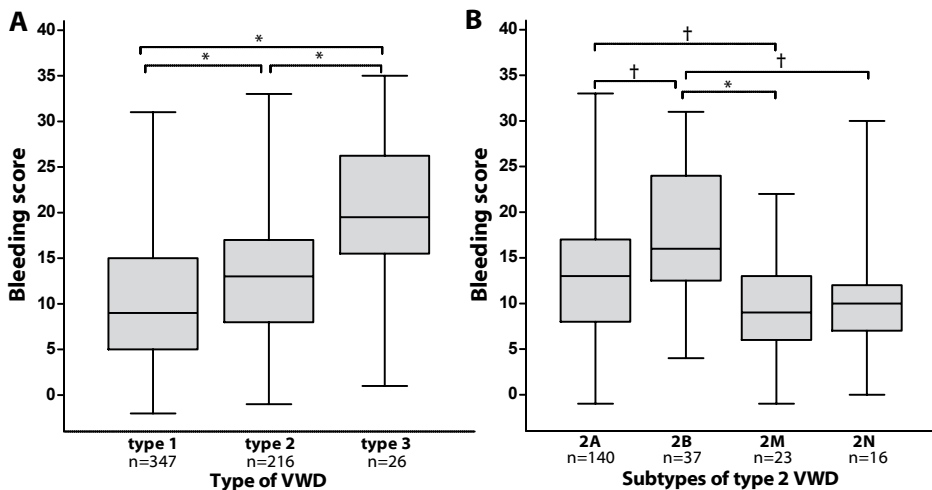 A
Bleeding score
40
35
30
25
20
15
10
5
0
*
*
*
type 1 type 2 type 3
n=347 n=216 n=26
Type of VWD
B
Bleeding score
40
35
30
25
20
15
10
5
0
†
†
†
*
2A 2B 2M 2N
n=140 n=37 n=23 n=16
Subtypes of type 2 VWD